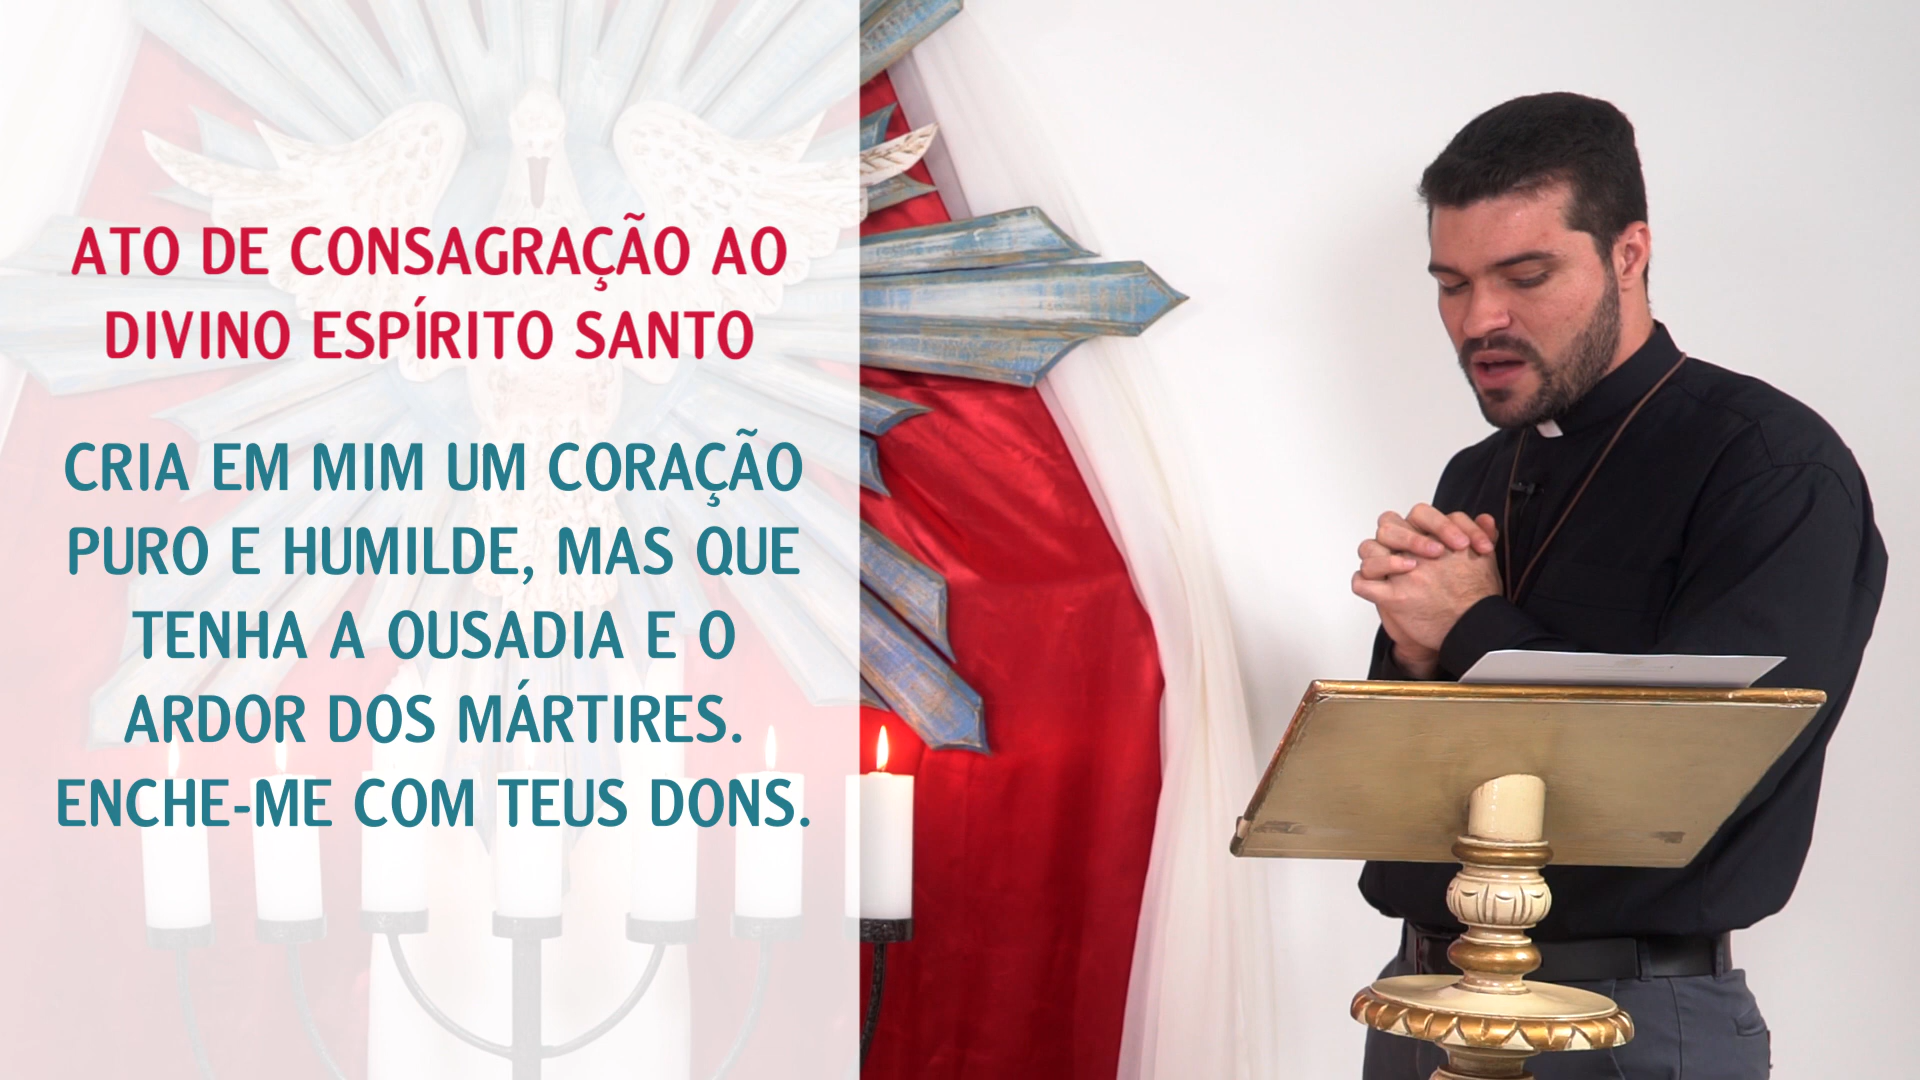 ATO DE CONSAGRAÇÃO AO
DIVINO ESPÍRITO SANTO
CRIA EM MIM UM CORAÇÃO
PURO E HUMILDE, MAS QUE
TENHA A OUSADIA E O
ARDOR DOS MÁRTIRES.
ENCHE-ME COM TEUS DONS.